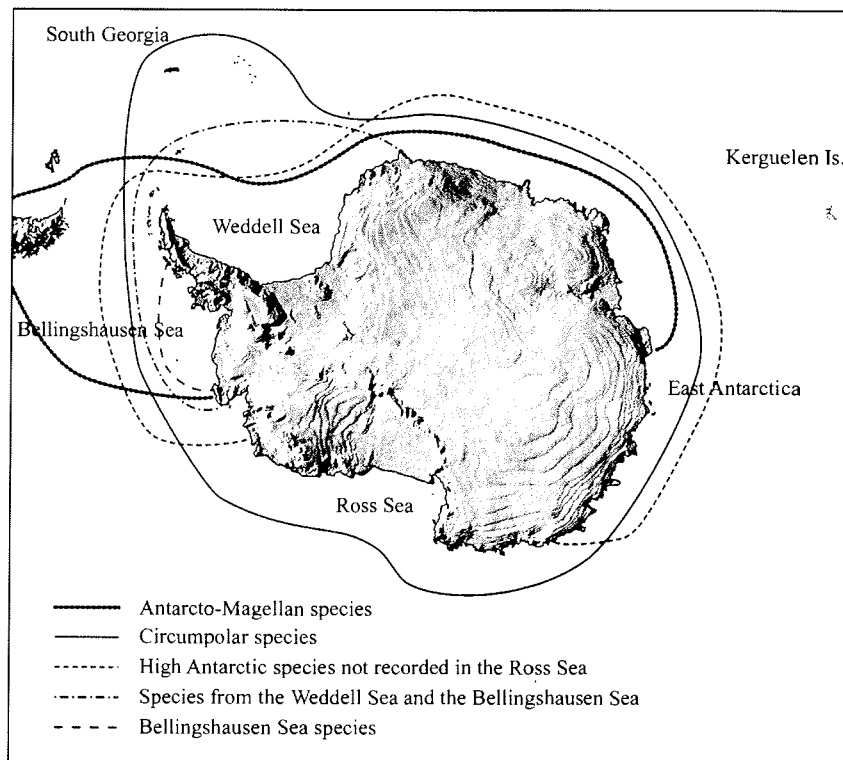 South Georgia
Kerguelen Is.
Weddell Sea
Bellingshausen Sea
East Antarctica
Ross Sea
Antarcto-Magellan species
Circumpolar species
High Antarctic species not recorded in the Ross Sea
Species from the Weddell Sea and the Bellingshausen Sea
Bellingshausen Sea species